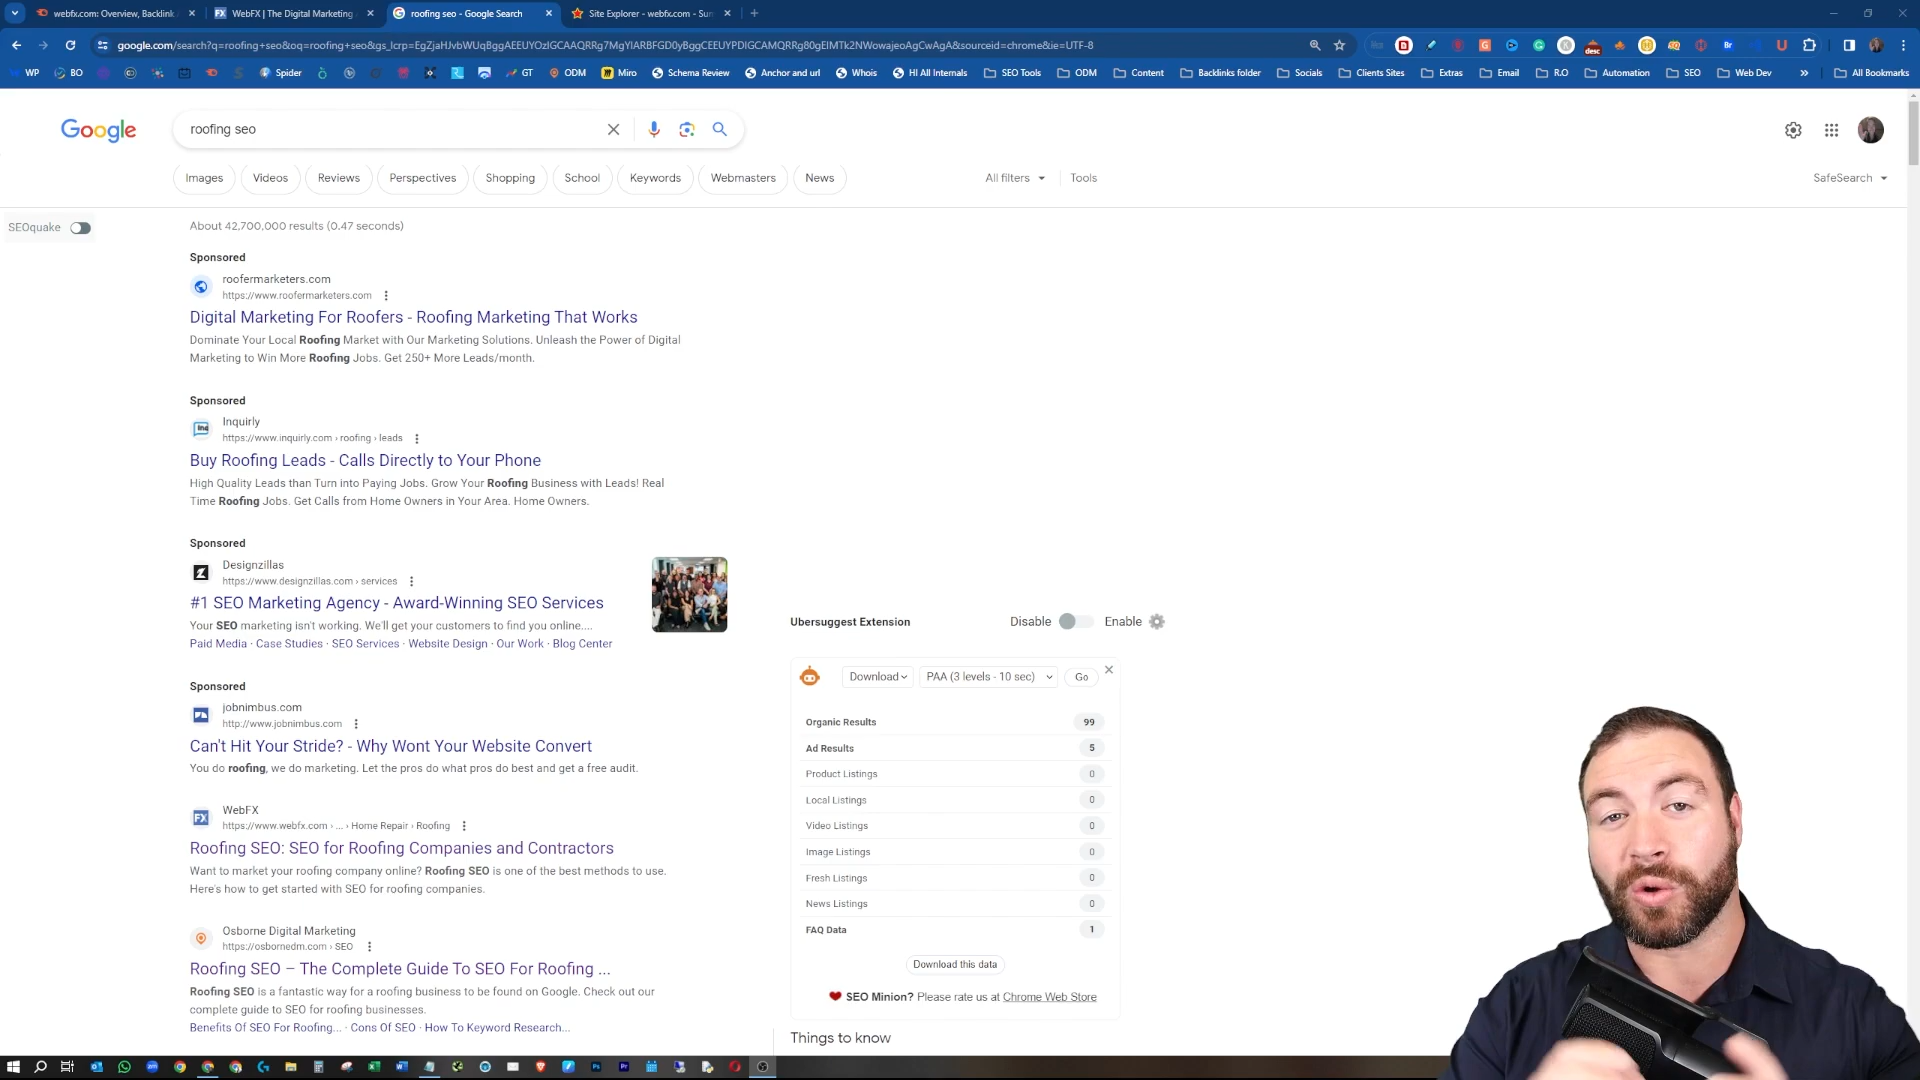 webfx.com: Overview, Backlink
WebFX | The Digital Marketing
roofing seo - Google Search
Site Explorer - webfx.com - Sur
google.com/search?q=roofing+seo&oq=roofing+seo&gs_lcrp=EgZjaHJvbWUqBggAEEUYOzIGCAAQRRg7MgYIARBFGD0yBggCEEUYPDIGCAMQRRg80gEIMTk2NWowajeoAgCwAgA&sourceid=chrome&ie=UTF-8
WP
BO
Spider
GT
ODM
Miro
Schema Review
Anchor and url
Whois
HI All Internals
SEO Tools
ODM
Content
Backlinks folder
Socials
Clients Sites
Extras
Email
R.O
Automation
SEO
Web Dev
All Bookmarks
Google
roofing seo
Images
Videos
Reviews
Perspectives
Shopping
School
Keywords
Webmasters
News
All filters
Tools
SafeSearch
SEOquake
About 42,700,000 results (0.47 seconds)
Sponsored
roofermarketers.com
https://www.roofermarketers.com
Digital Marketing For Roofers - Roofing Marketing That Works
Dominate Your Local Roofing Market with Our Marketing Solutions. Unleash the Power of Digital
Marketing to Win More Roofing Jobs. Get 250+ More Leads/month.
Sponsored
Inquirly
https://www.inquirly.com › roofing › leads
Buy Roofing Leads - Calls Directly to Your Phone
High Quality Leads than Turn into Paying Jobs. Grow Your Roofing Business with Leads! Real
Time Roofing Jobs. Get Calls from Home Owners in Your Area. Home Owners.
Sponsored
Designzillas
https://www.designzillas.com › services
#1 SEO Marketing Agency - Award-Winning SEO Services
Your SEO marketing isn't working. We'll get your customers to find you online....
Paid Media · Case Studies · SEO Services · Website Design · Our Work · Blog Center
Sponsored
jobnimbus.com
http://www.jobnimbus.com
Can't Hit Your Stride? - Why Wont Your Website Convert
You do roofing, we do marketing. Let the pros do what pros do best and get a free audit.
WebFX
https://www.webfx.com › ... › Home Repair › Roofing
Roofing SEO: SEO for Roofing Companies and Contractors
Want to market your roofing company online? Roofing SEO is one of the best methods to use.
Here's how to get started with SEO for roofing companies.
Osborne Digital Marketing
https://osbornedm.com › SEO
Roofing SEO – The Complete Guide To SEO For Roofing ...
Roofing SEO is a fantastic way for a roofing business to be found on Google. Check out our
complete guide to SEO for roofing businesses.
Benefits Of SEO For Roofing... · Cons Of SEO · How To Keyword Research...
Ubersuggest Extension
Disable
Enable
Download
PAA (3 levels - 10 sec)
Go
Organic Results 99
Ad Results 5
Product Listings 0
Local Listings 0
Video Listings 0
Image Listings 0
Fresh Listings 0
News Listings 0
FAQ Data 1
Download this data
SEO Minion? Please rate us at Chrome Web Store
Things to know